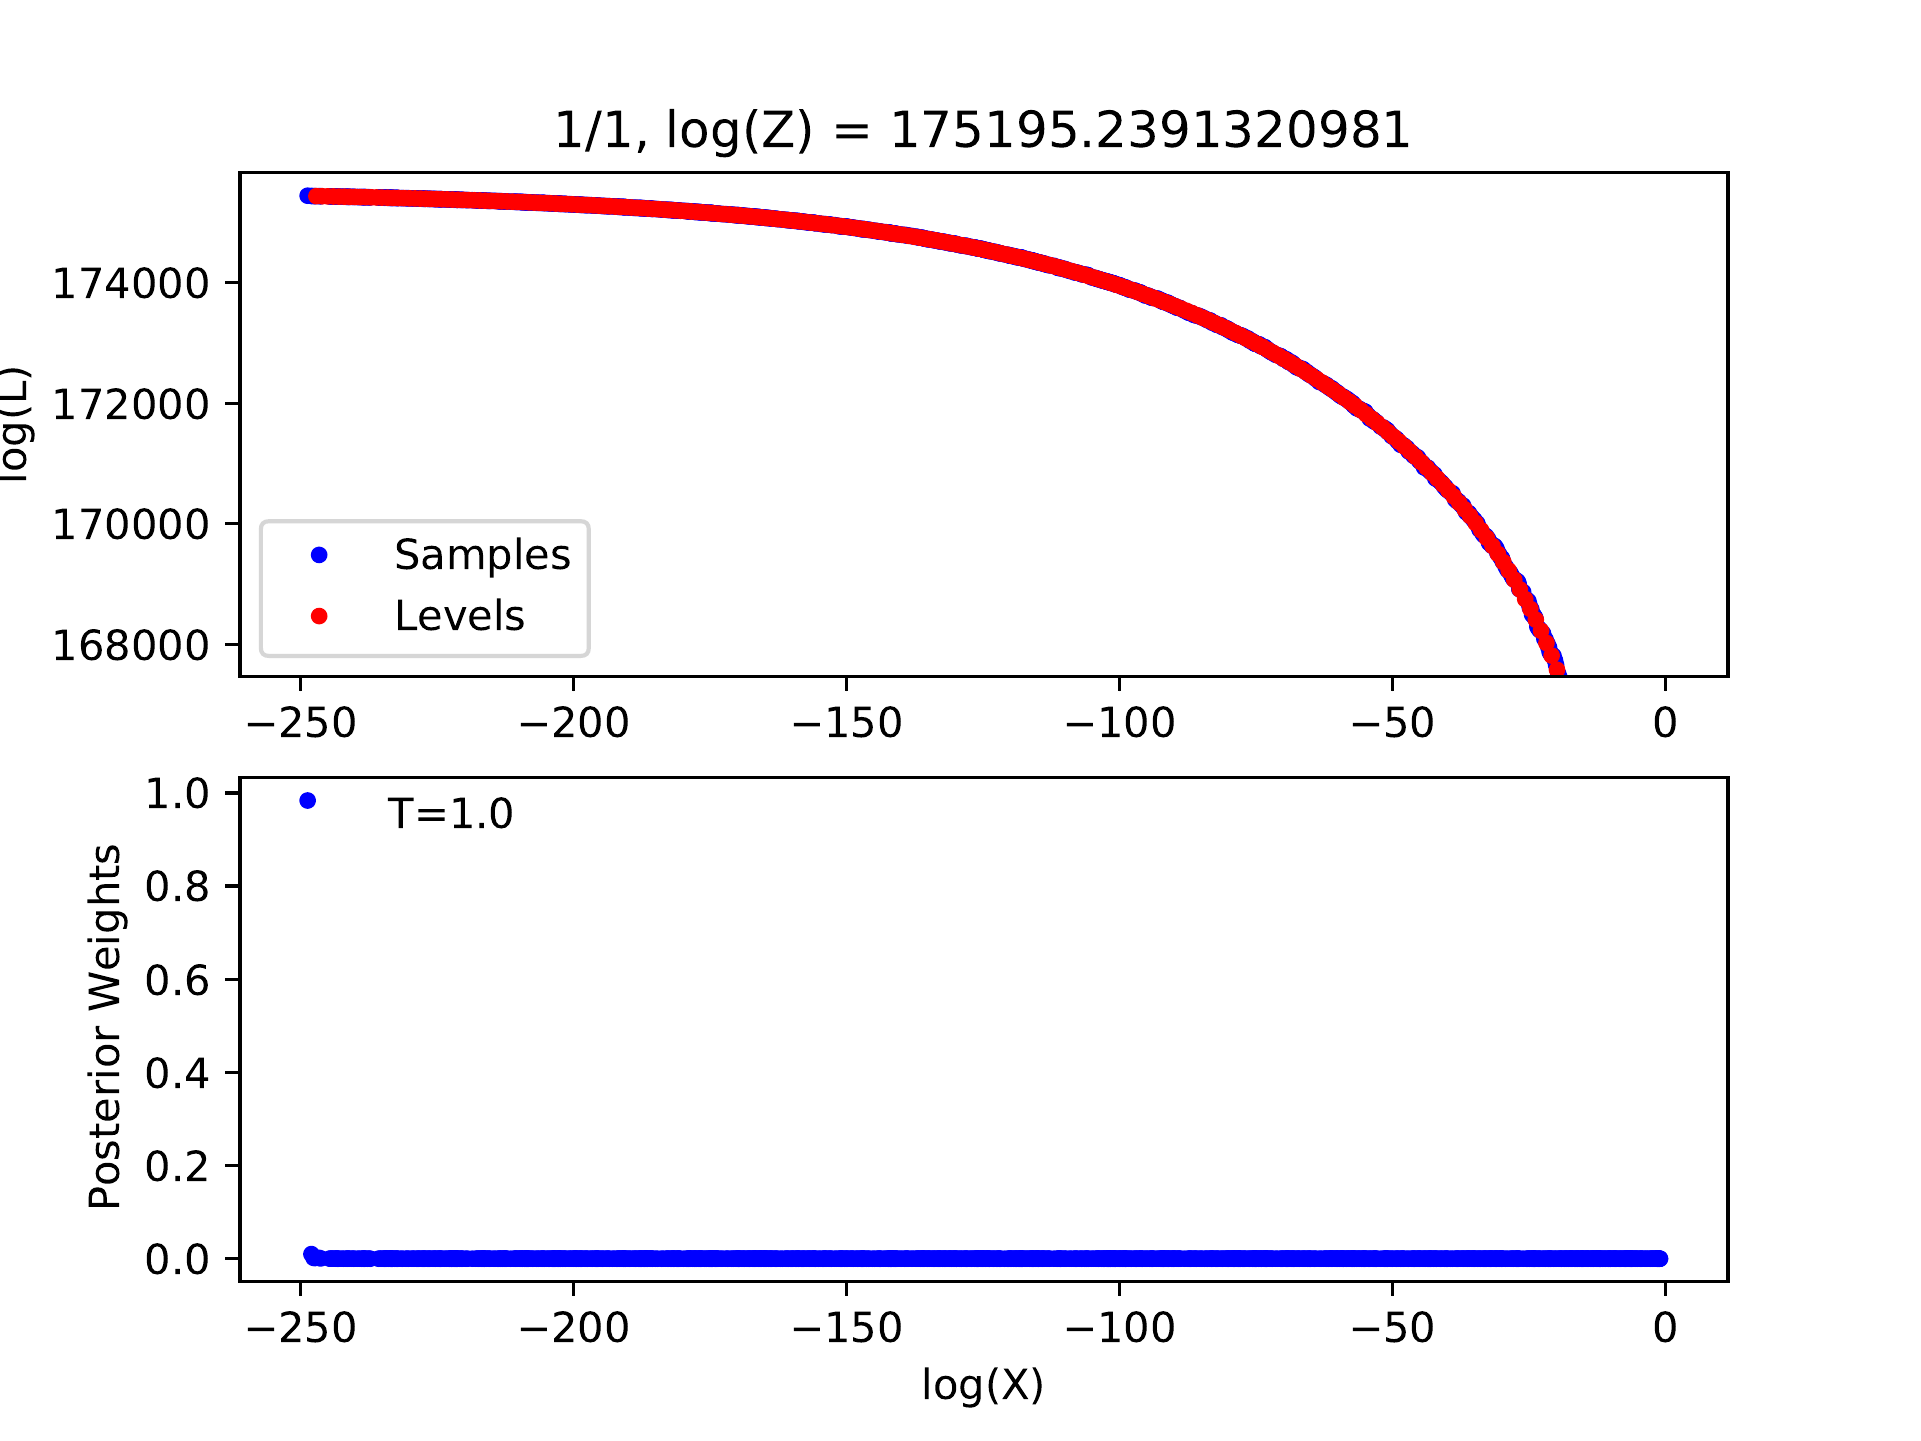 1/1, log(Z) = 175195.2391320981
log(L)
174000
172000
170000
168000
Samples
Levels
−250 −200 −150 −100 −50 0
T=1.0
Posterior Weights
1.0
0.8
0.6
0.4
0.2
0.0
−250 −200 −150 −100 −50 0
log(X)